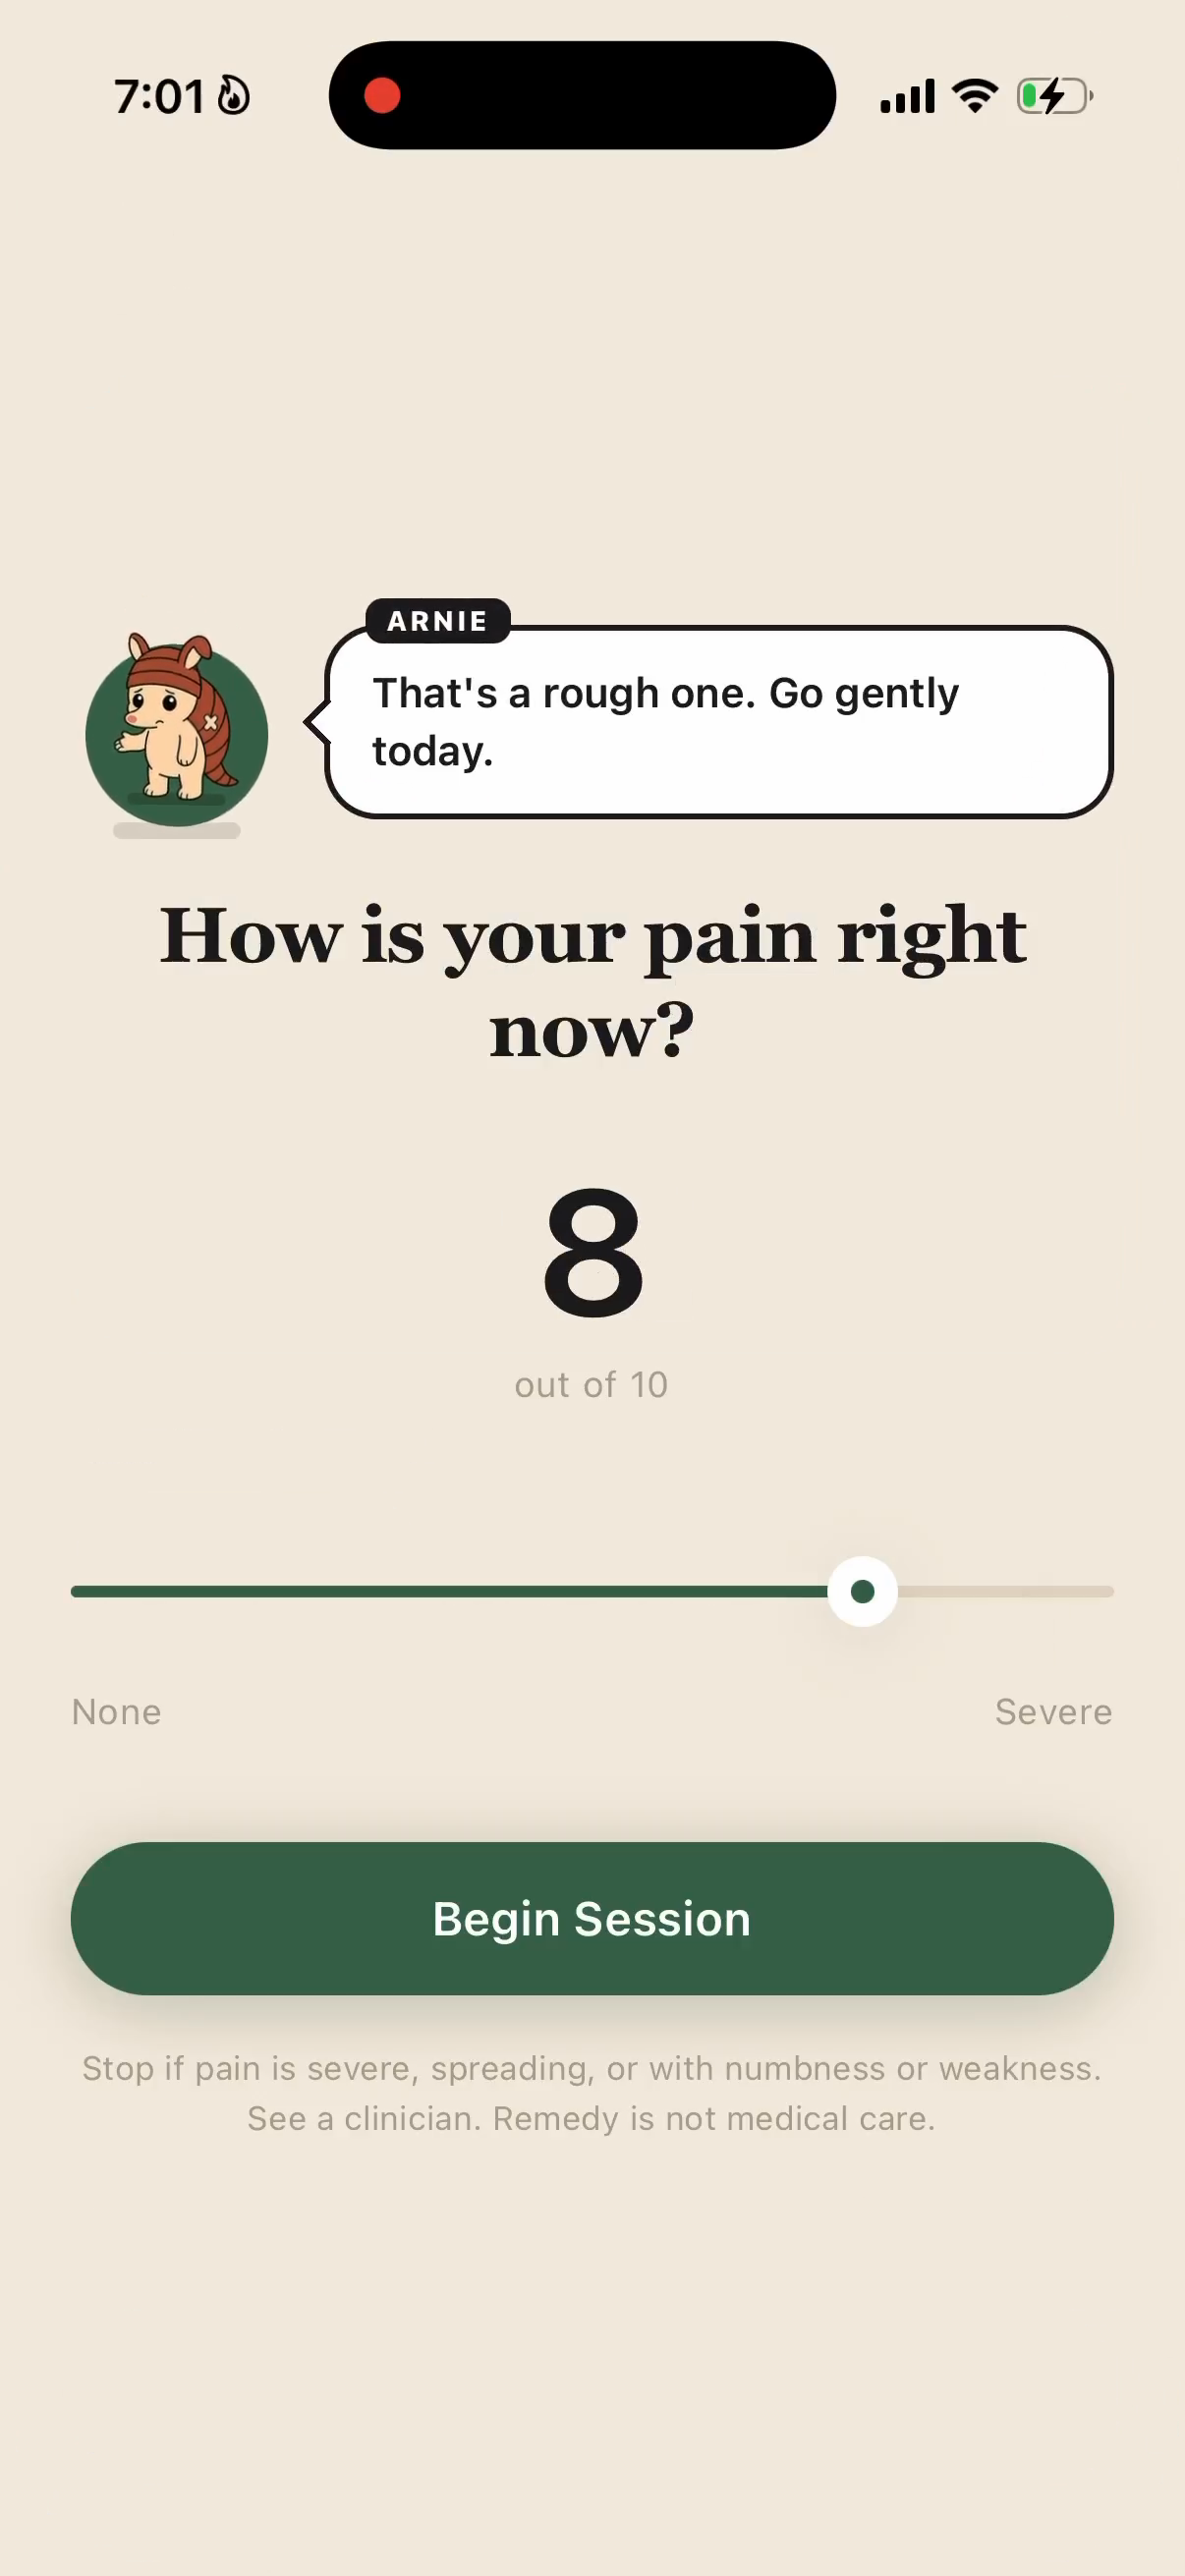 7:01
ARNIE
That's a rough one. Go gently
today.
How is your pain right
now?
8
out of 10
None
Severe
Begin Session
Stop if pain is severe, spreading, or with numbness or weakness.
See a clinician. Remedy is not medical care.